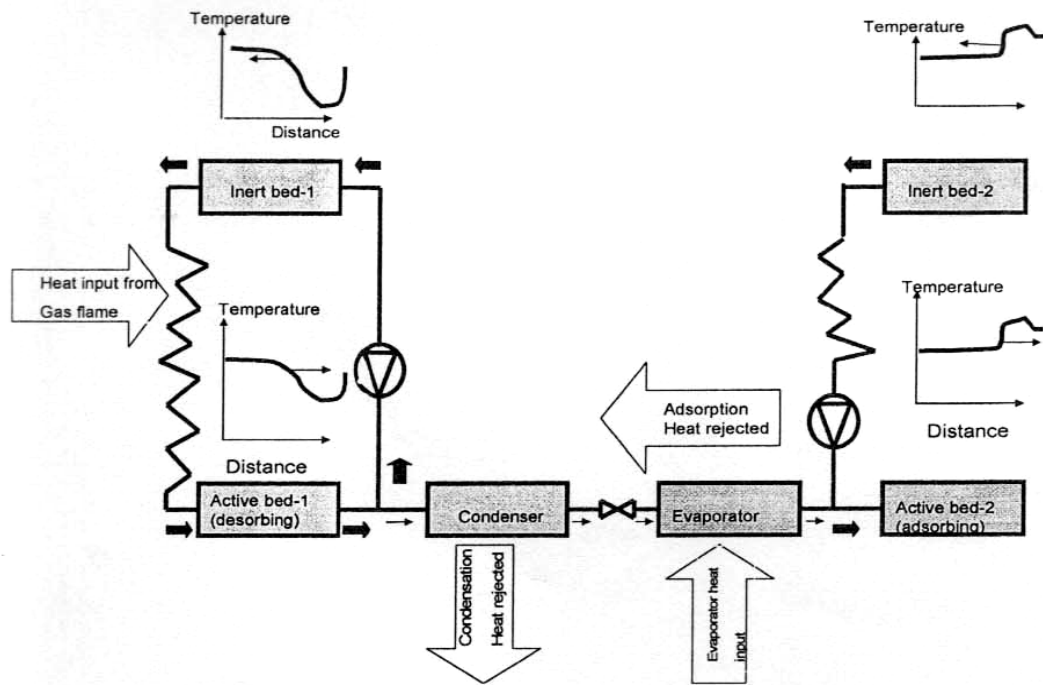 Temperature
Distance
Temperature
Inert bed-1
Inert bed-2
Heat input from
Gas flame
Temperature
Distance
Temperature
Distance
Adsorption
Heat rejected
Active bed-1
(desorbing)
Condenser
Evaporator
Active bed-2
(adsorbing)
Condensation
Heat rejected
Evaporator heat
input